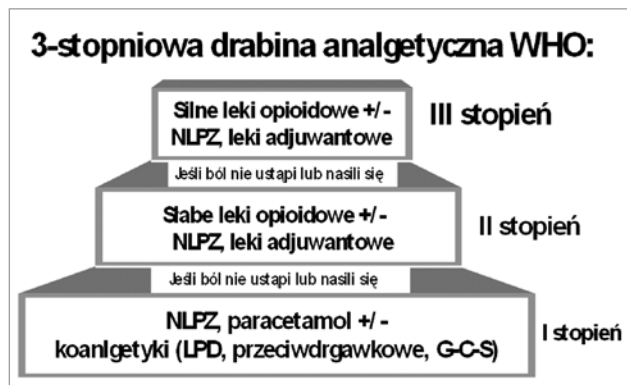 3-stopniowa drabina analgetyczna WHO:
Silne leki opioidowe +/-
NLPZ, leki adjuwantowe
III stopień
Jeśli ból nie ustąpi lub nasili się
Słabe leki opioidowe +/-
NLPZ, leki adjuwantowe
II stopień
Jeśli ból nie ustąpi lub nasili się
NLPZ, paracetamol +/-
koanlgetyki (LPD, przeciwdrgawkowe, G-C-S)
I stopień